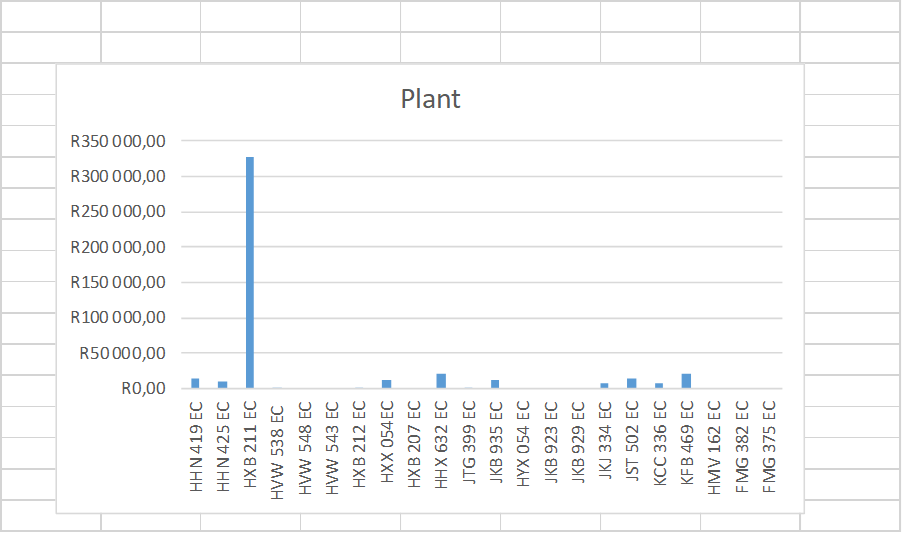 Plant
R350 000,00
R300 000,00
R250 000,00
R200 000,00
R150 000,00
R100 000,00
R50 000,00
R0,00
HHN 419 EC
HHN 425 EC
HXB 211 EC
HVW 538 EC
HVW 548 EC
HVW 543 EC
HXB 212 EC
HXX 054EC
HXB 207 EC
HHX 632 EC
JTG 399 EC
JKB 935 EC
HYX 054 EC
JKB 923 EC
JKB 929 EC
JKJ 334 EC
JST 502 EC
KCC 336 EC
KFB 469 EC
HMV 162 EC
FMG 382 EC
FMG 375 EC